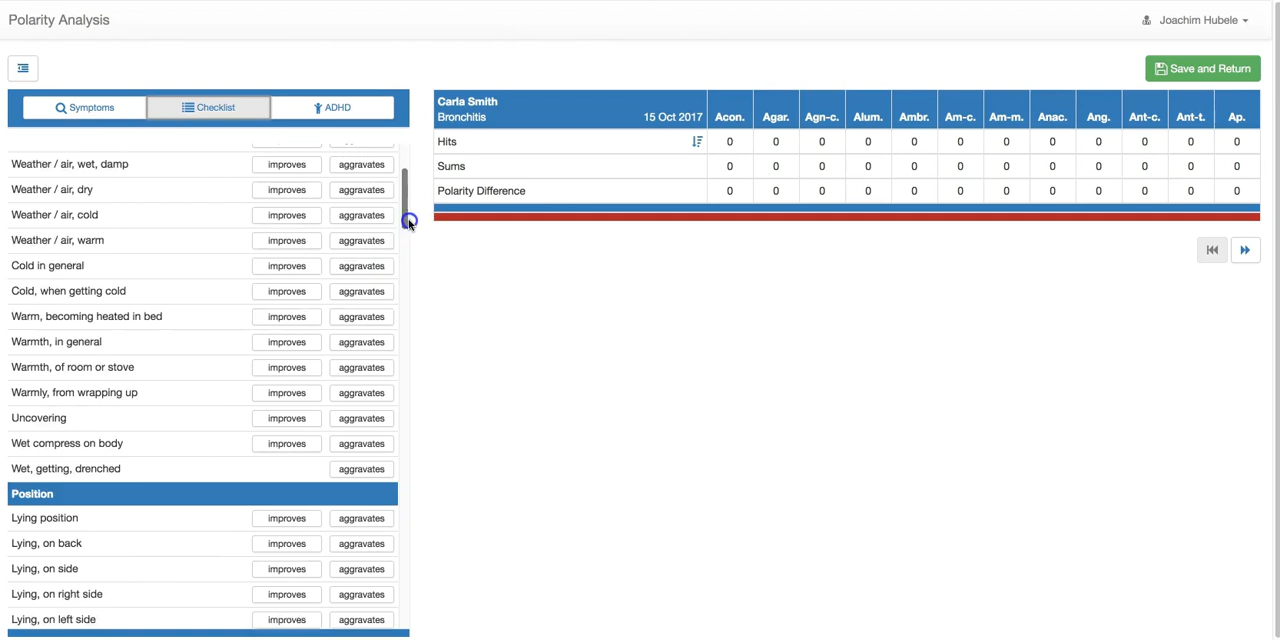 Polarity Analysis
Joachim Hubele
Save and Return
Symptoms Checklist ADHD
Weather / air, wet, damp improves aggravates
Weather / air, dry improves aggravates
Weather / air, cold improves aggravates
Weather / air, warm improves aggravates
Cold in general improves aggravates
Cold, when getting cold improves aggravates
Warm, becoming heated in bed improves aggravates
Warmth, in general improves aggravates
Warmth, of room or stove improves aggravates
Warmly, from wrapping up improves aggravates
Uncovering improves aggravates
Wet compress on body improves aggravates
Wet, getting, drenched aggravates
Position
Lying position improves aggravates
Lying, on back improves aggravates
Lying, on side improves aggravates
Lying, on right side improves aggravates
Lying, on left side improves aggravates
Carla Smith
Bronchitis 15 Oct 2017 Acon. Agar. Agn-c. Alum. Ambr. Am-c. Am-m. Anac. Ang. Ant-c. Ant-t. Ap.
Hits 0 0 0 0 0 0 0 0 0 0 0 0
Sums 0 0 0 0 0 0 0 0 0 0 0 0
Polarity Difference 0 0 0 0 0 0 0 0 0 0 0 0